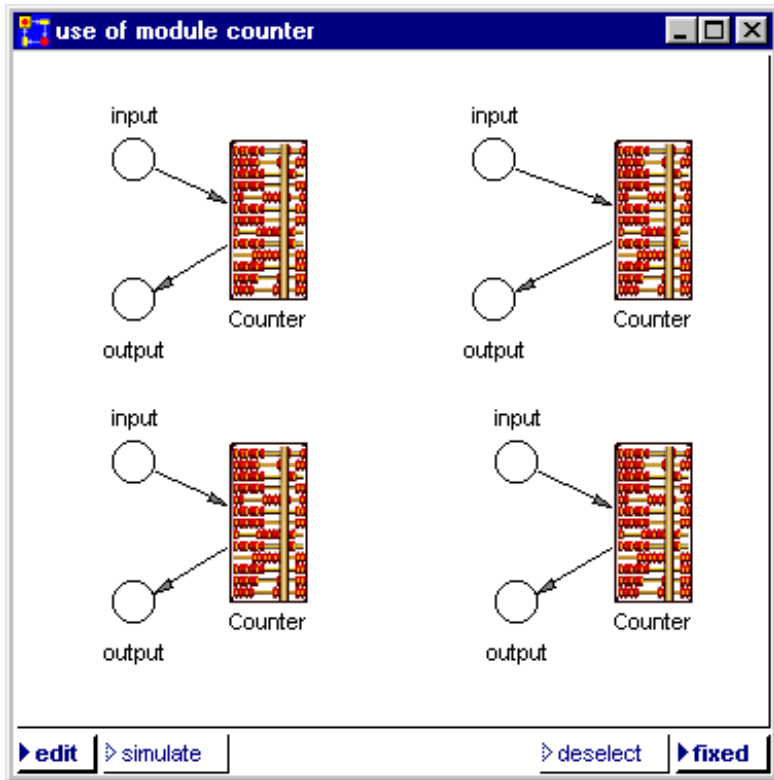 use of module counter
input
input
Counter
Counter
output
output
input
input
Counter
Counter
output
output
edit
simulate
deselect
fixed